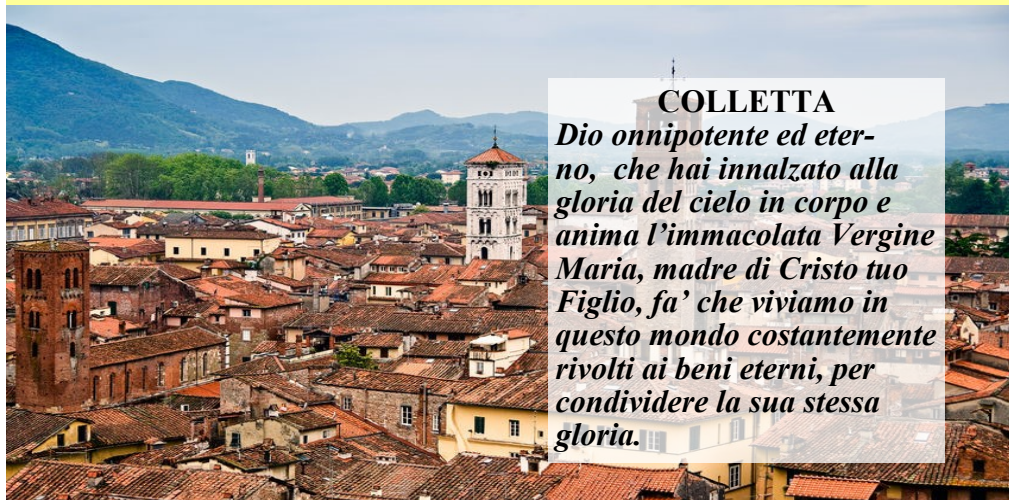 COLLETTA
Dio onnipotente ed eter-
no, che hai innalzato alla
gloria del cielo in corpo e
anima l’immacolata Vergine
Maria, madre di Cristo tuo
Figlio, fa’ che viviamo in
questo mondo costantemente
rivolti ai beni eterni, per
condividere la sua stessa
gloria.